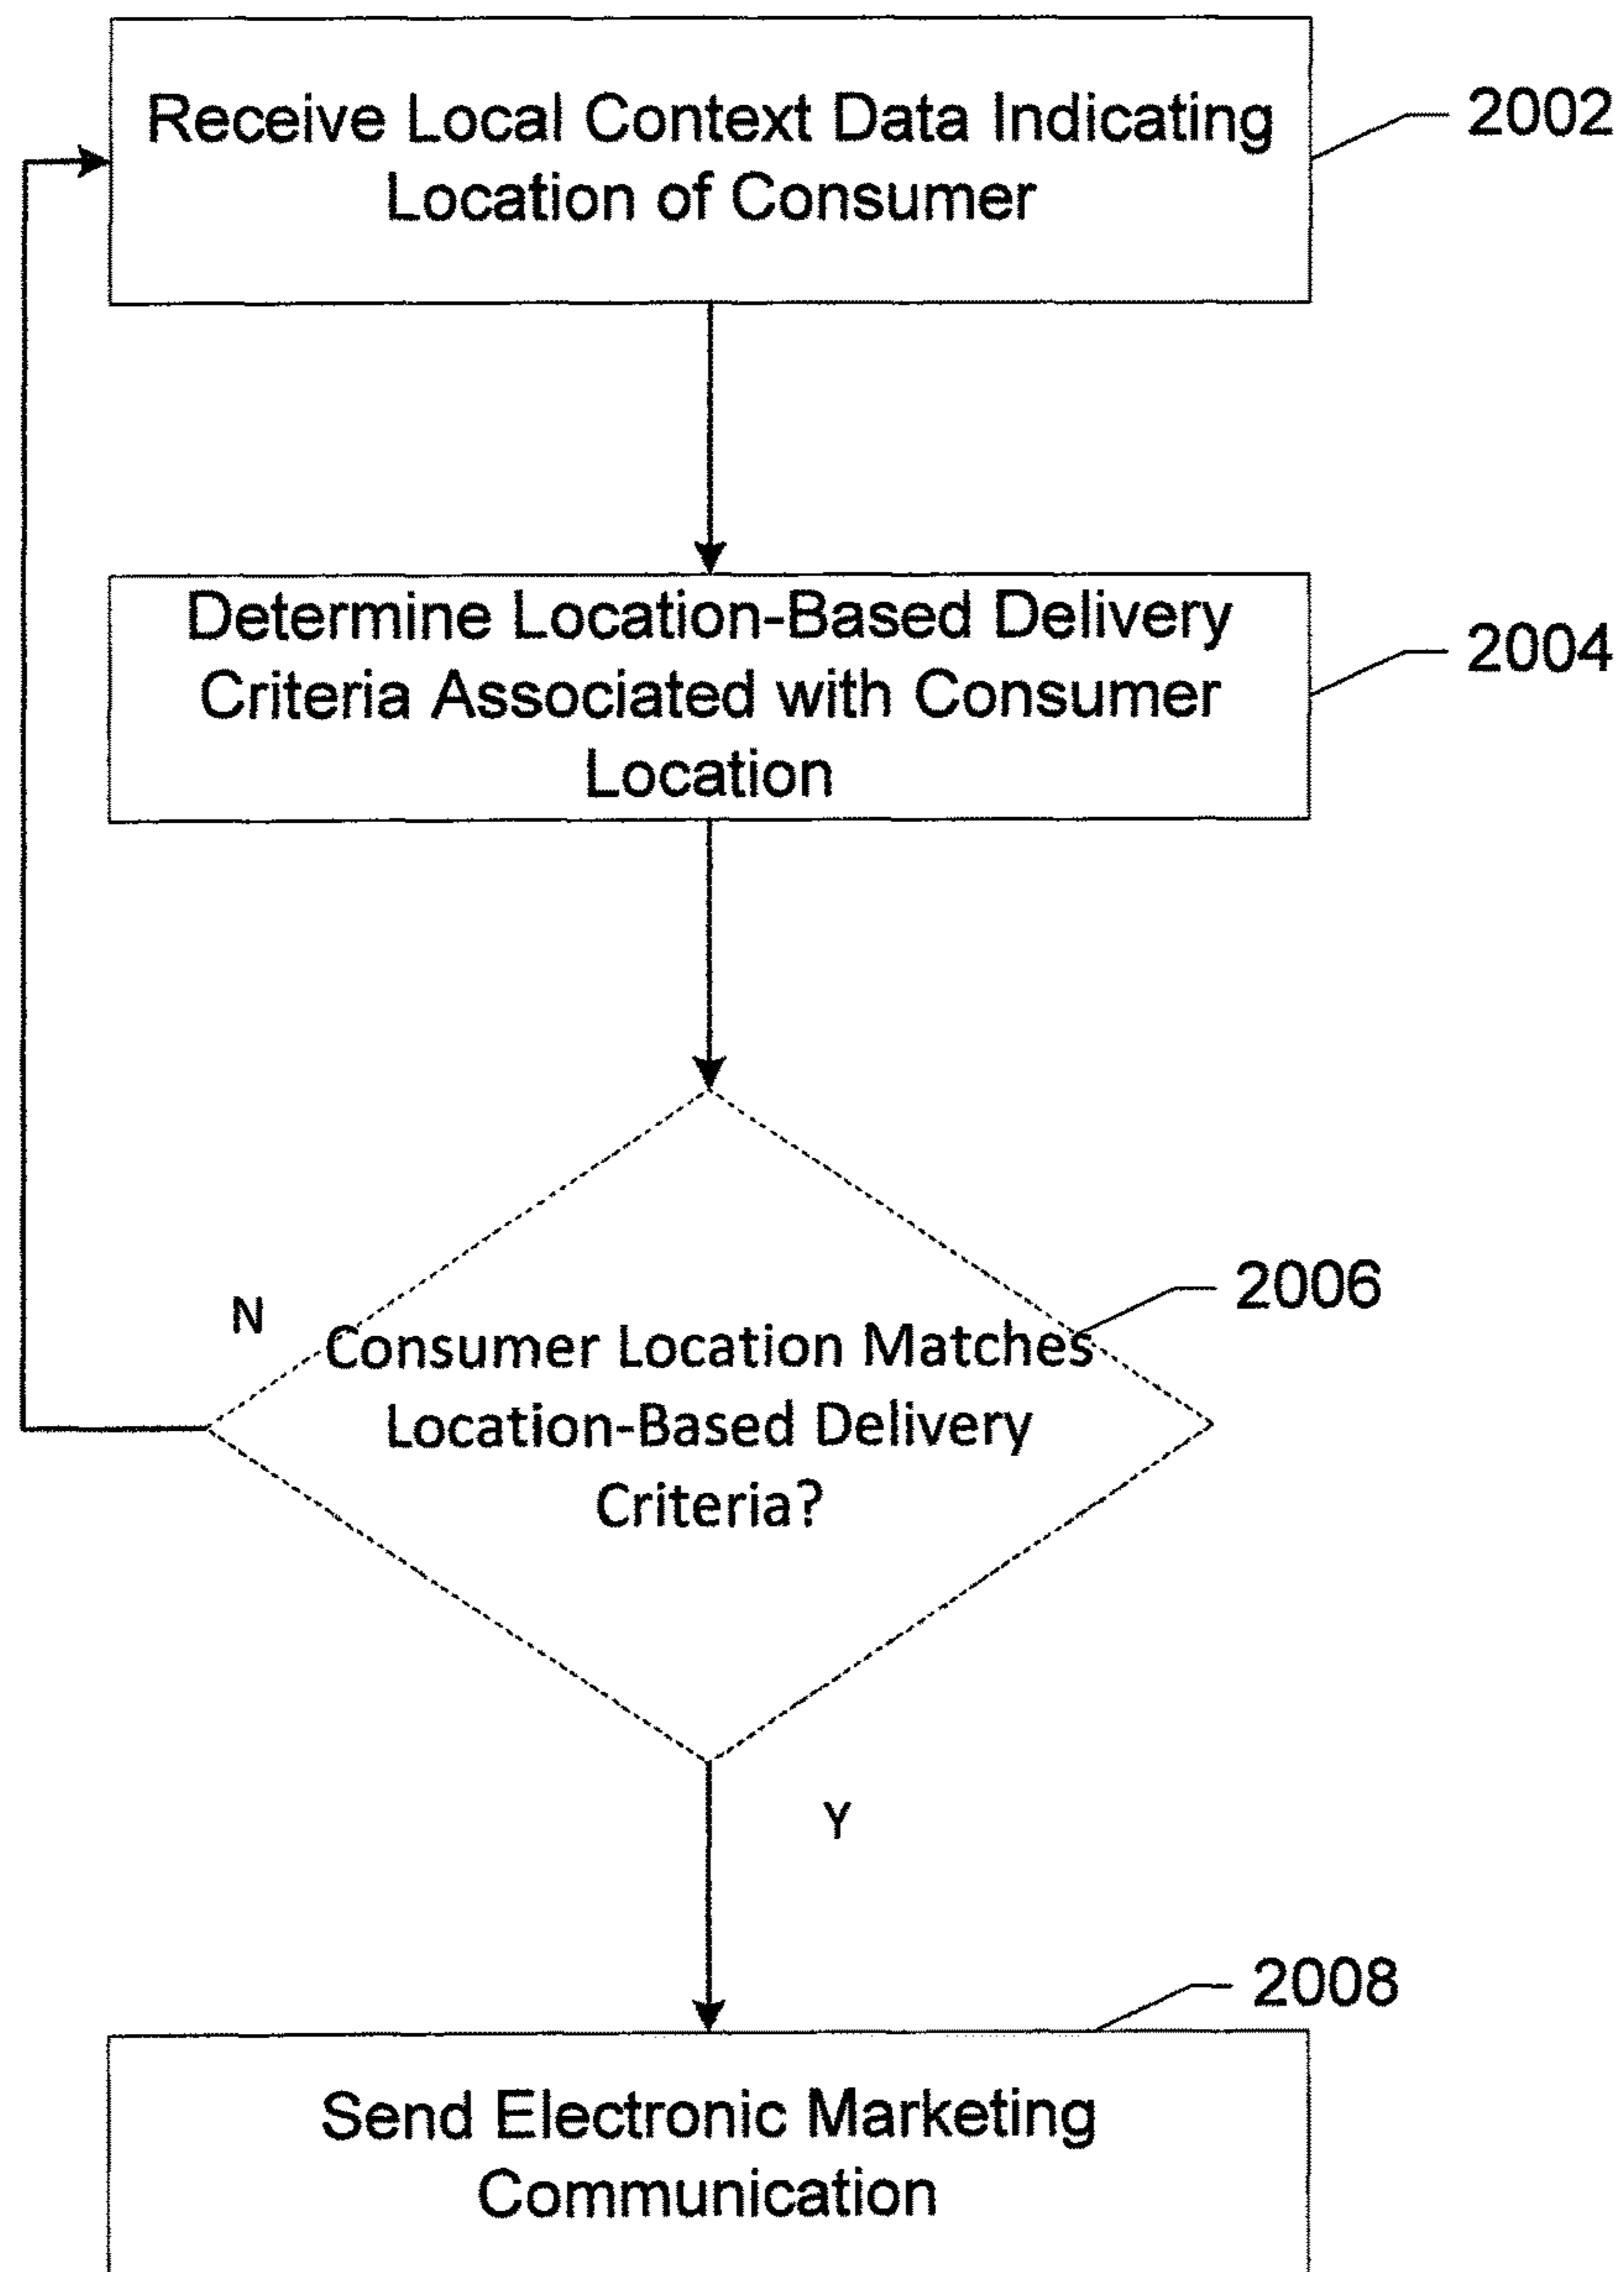 Receive Local Context Data Indicating
Location of Consumer
2002
Determine Location-Based Delivery
Criteria Associated with Consumer
Location
2004
N
Consumer Location Matches
Location-Based Delivery
Criteria?
2006
Y
2008
Send Electronic Marketing
Communication